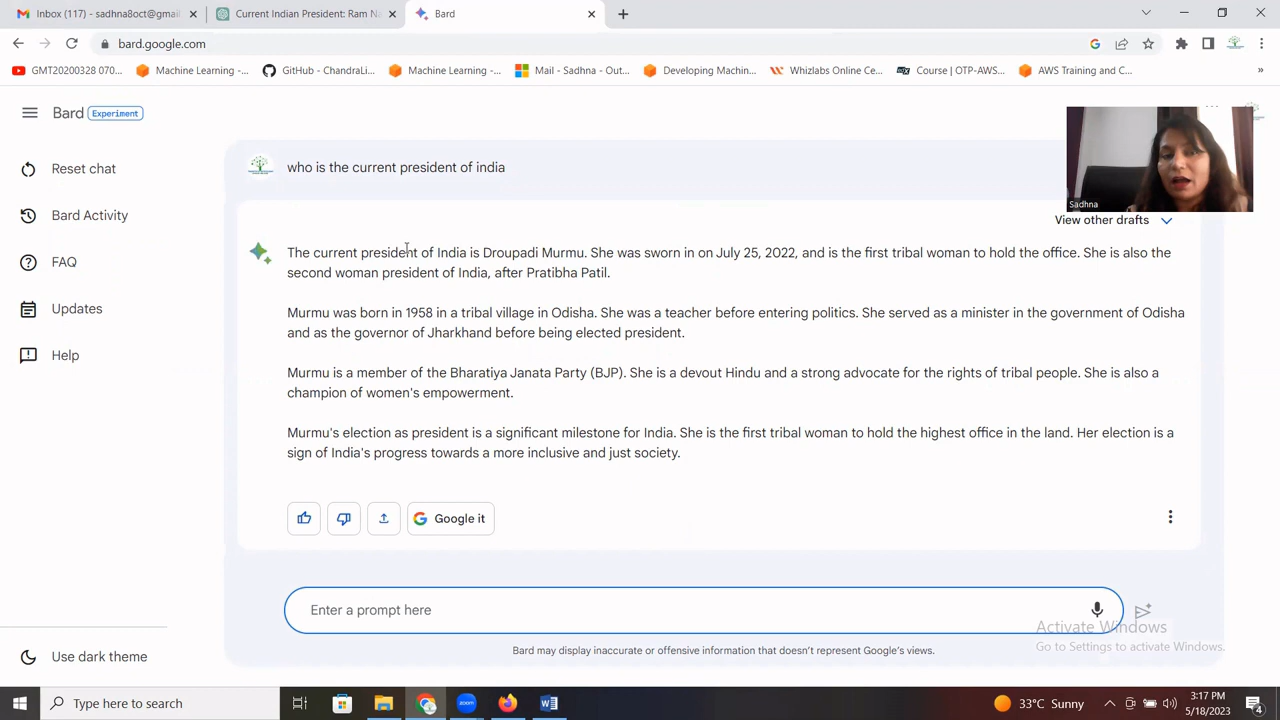 Inbox (117) - sadhna8oct@gmail
Current Indian President: Ram Na
Bard
bard.google.com
GMT20200328 070...
Machine Learning -...
GitHub - ChandraLi...
Machine Learning -...
Mail - Sadhna - Out...
Developing Machin...
Whizlabs Online Ce...
Course | OTP-AWS...
AWS Training and C...
»
Bard Experiment
Reset chat
Bard Activity
FAQ
Updates
Help
Use dark theme
who is the current president of india
Sadhna
View other drafts
The current president of India is Droupadi Murmu. She was sworn in on July 25, 2022, and is the first tribal woman to hold the office. She is also the
second woman president of India, after Pratibha Patil.
Murmu was born in 1958 in a tribal village in Odisha. She was a teacher before entering politics. She served as a minister in the government of Odisha
and as the governor of Jharkhand before being elected president.
Murmu is a member of the Bharatiya Janata Party (BJP). She is a devout Hindu and a strong advocate for the rights of tribal people. She is also a
champion of women's empowerment.
Murmu's election as president is a significant milestone for India. She is the first tribal woman to hold the highest office in the land. Her election is a
sign of India's progress towards a more inclusive and just society.
Google it
Enter a prompt here
Activate Windows
Go to Settings to activate Windows.
Bard may display inaccurate or offensive information that doesn't represent Google's views.
Type here to search
33°C Sunny
3:17 PM
5/18/2023
4